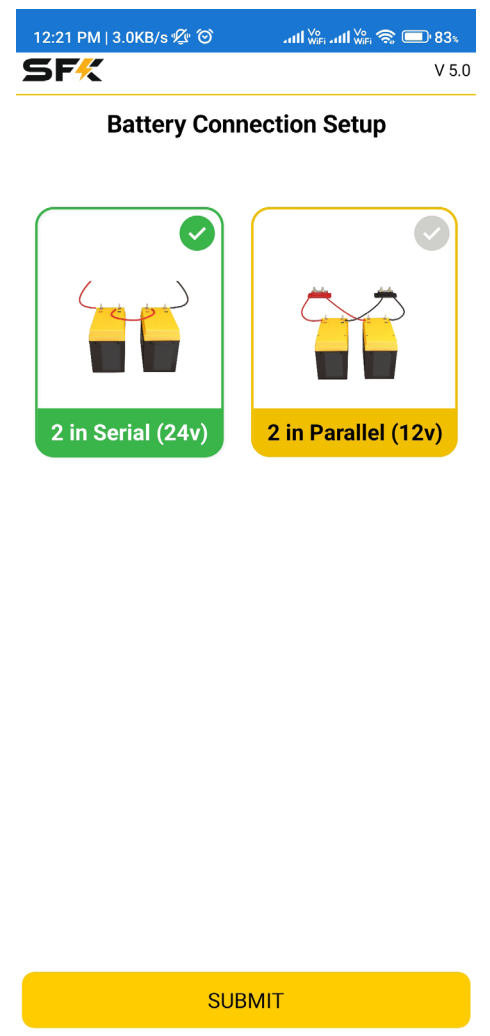 12:21 PM | 3.0KB/s Vo WiFi Vo WiFi 83%
SFK V 5.0
Battery Connection Setup
2 in Serial (24v) 2 in Parallel (12v)
SUBMIT